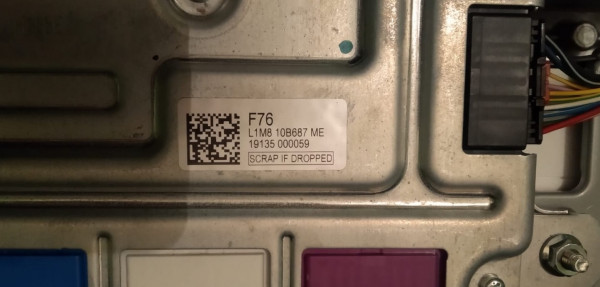 F76
L1M8 10B687 ME
19135 000059
SCRAP IF DROPPED